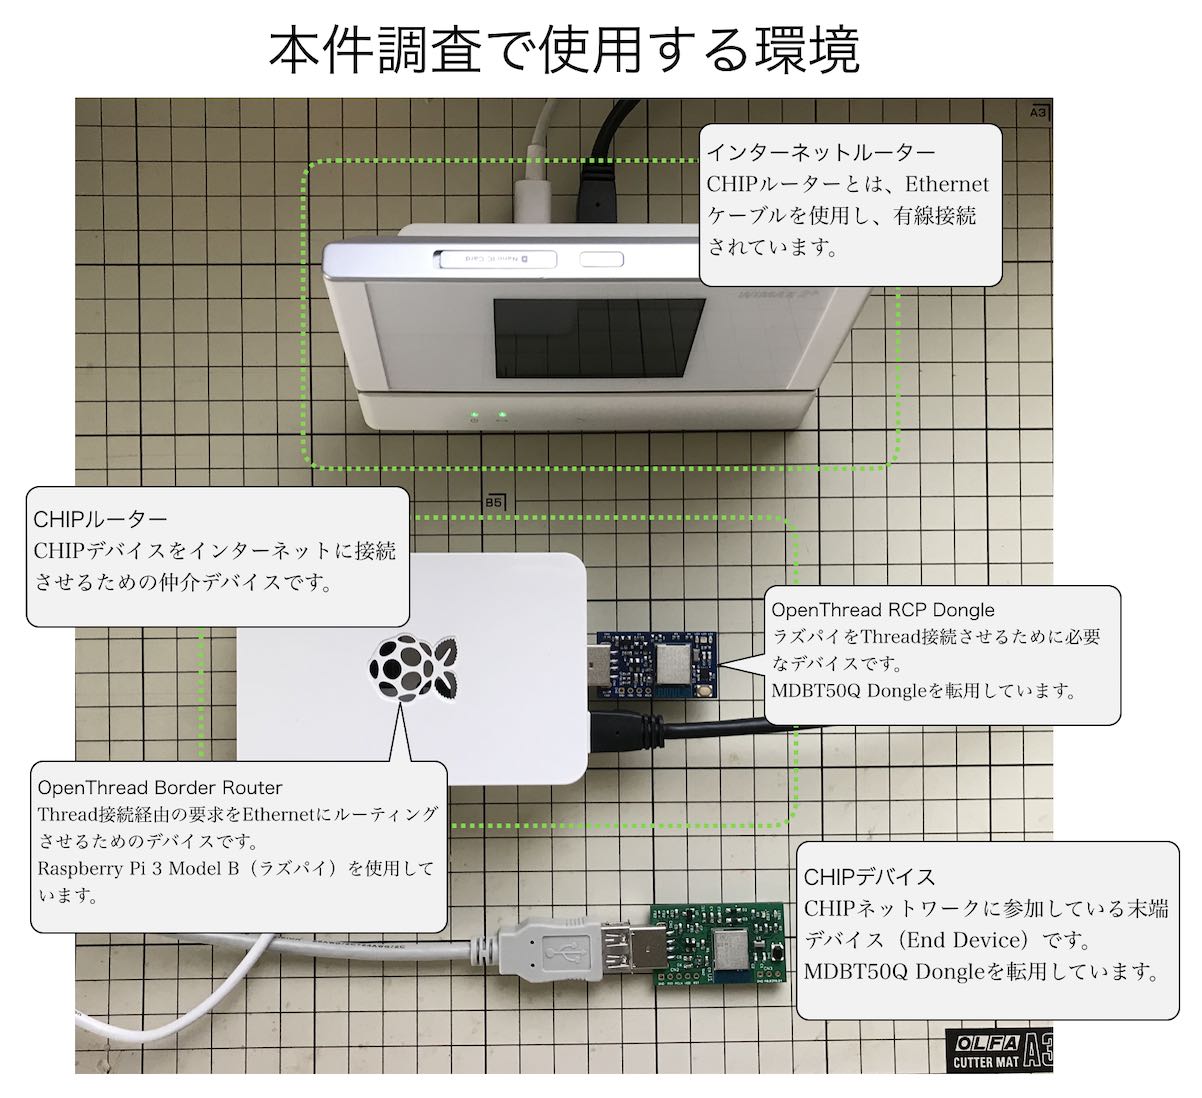 本件調査で使用する環境
A3
インターネットルーター
CHIPルーターとは、Ethernet
ケーブルを使用し、有線接続
されています。
Nano IC Card
WiMAX 2+
B5
CHIPルーター
CHIPデバイスをインターネットに接続
させるための仲介デバイスです。
OpenThread RCP Dongle
ラズパイをThread接続させるために必要
なデバイスです。
MDBT50Q Dongleを転用しています。
OpenThread Border Router
Thread接続経由の要求をEthernetにルーティング
させるためのデバイスです。
Raspberry Pi 3 Model B（ラズパイ）を使用して
います。
CHIPデバイス
CHIPネットワークに参加している末端
デバイス（End Device）です。
MDBT50Q Dongleを転用しています。
OLFA
CUTTER MAT A3